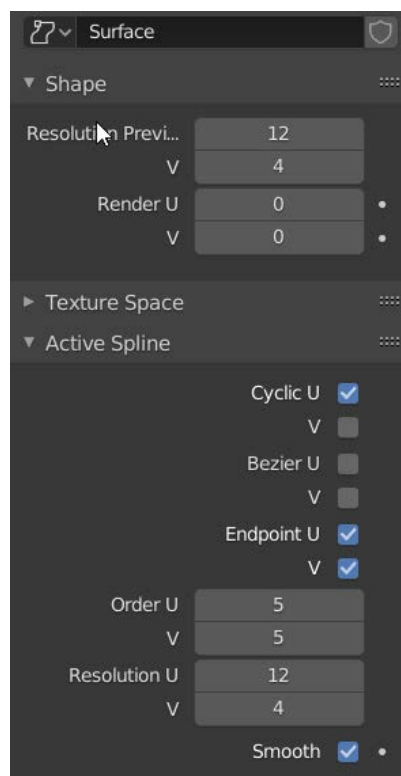 Surface
Shape
Resolution Previ... 12
V 4
Render U 0
V 0
Texture Space
Active Spline
Cyclic U
V
Bezier U
V
Endpoint U
V
Order U 5
V 5
Resolution U 12
V 4
Smooth